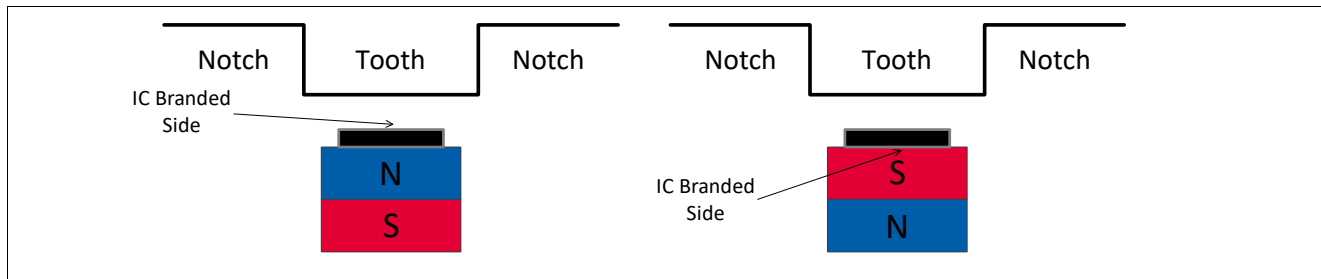 Notch Tooth Notch
IC Branded
Side
N
S
Notch Tooth Notch
IC Branded
Side
S
N